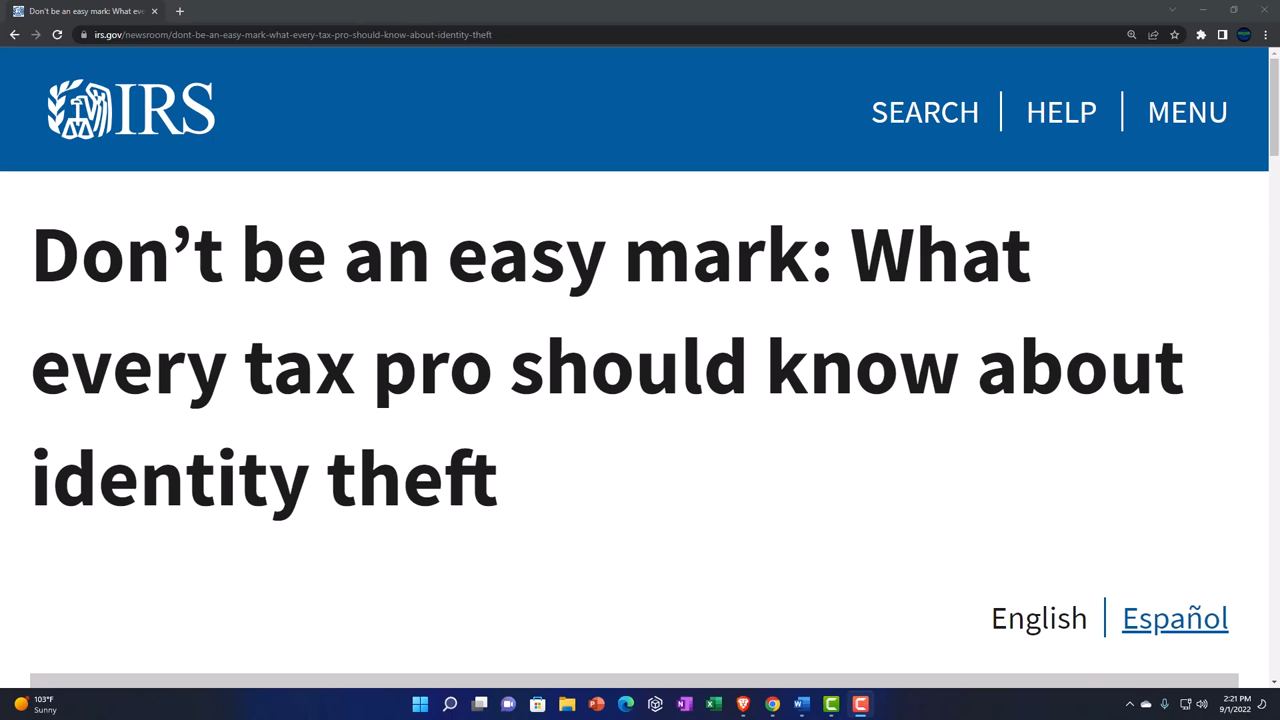 Don't be an easy mark: What eve
irs.gov/newsroom/dont-be-an-easy-mark-what-every-tax-pro-should-know-about-identity-theft
IRS
SEARCH
HELP
MENU
Don’t be an easy mark: What
every tax pro should know about
identity theft
English
Español
103°F
Sunny
2:21 PM
9/1/2022